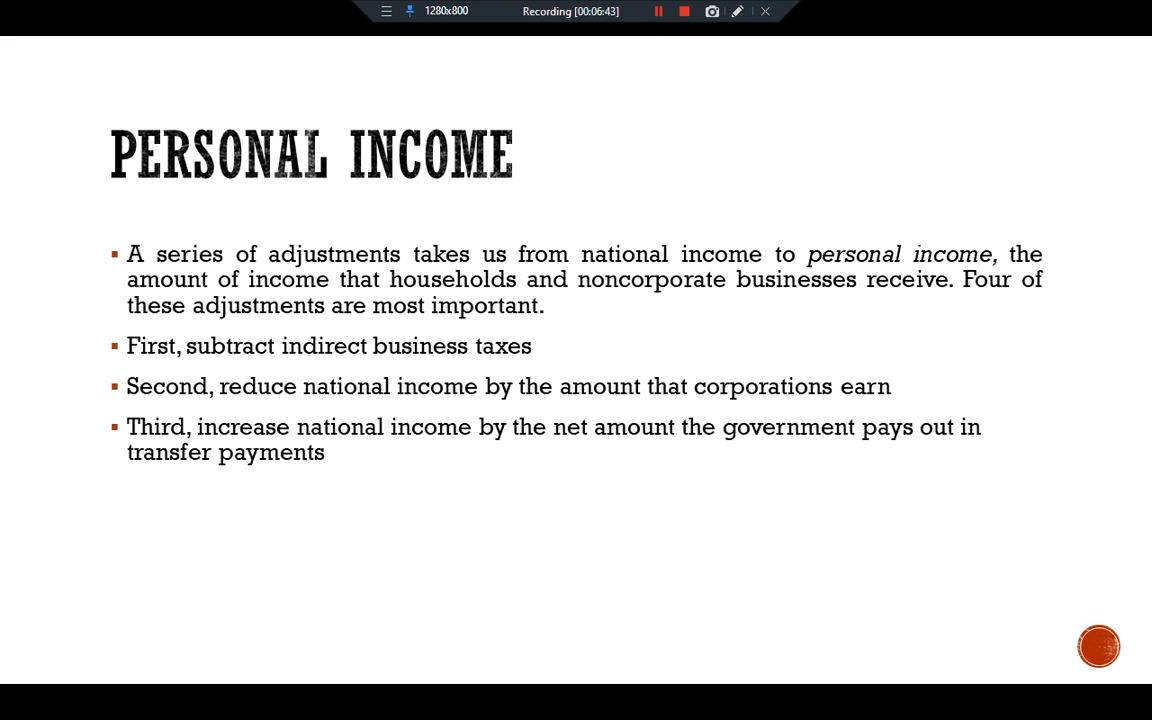 1280x800 Recording [00:06:43]
PERSONAL INCOME
▪ A series of adjustments takes us from national income to personal income, the
amount of income that households and noncorporate businesses receive. Four of
these adjustments are most important.
▪ First, subtract indirect business taxes
▪ Second, reduce national income by the amount that corporations earn
▪ Third, increase national income by the net amount the government pays out in
transfer payments